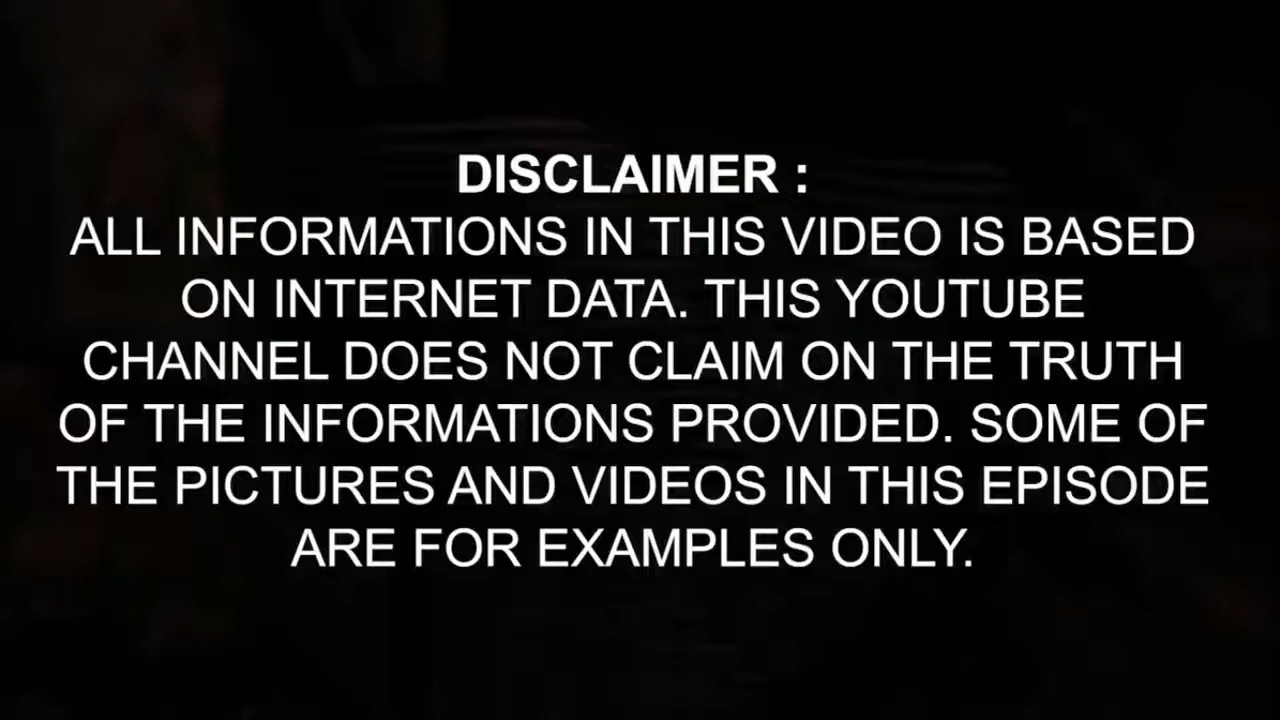 DISCLAIMER :
ALL INFORMATIONS IN THIS VIDEO IS BASED
ON INTERNET DATA. THIS YOUTUBE
CHANNEL DOES NOT CLAIM ON THE TRUTH
OF THE INFORMATIONS PROVIDED. SOME OF
THE PICTURES AND VIDEOS IN THIS EPISODE
ARE FOR EXAMPLES ONLY.